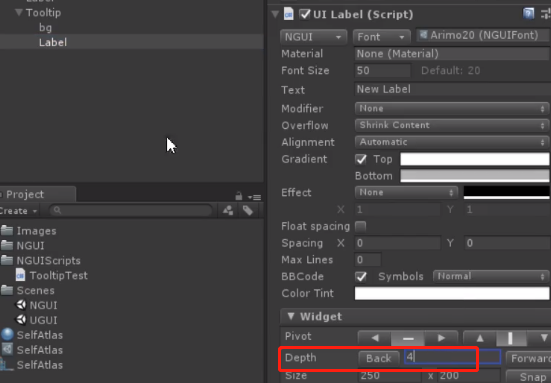 Label
Tooltip
bg
Label
Project
Create
Images
NGUI
NGUIScripts
TooltipTest
Scenes
NGUI
UGUI
SelfAtlas
SelfAtlas
SelfAtlas
UI Label (Script)
NGUI Font Arimo20 (NGUIFont)
Material None (Material)
Font Size 50 Default: 20
Text New Label
Modifier None
Overflow Shrink Content
Alignment Automatic
Gradient Top
Bottom
Effect None
X 1 Y 1
Float spacing
Spacing X 0 Y 0
Max Lines 0
BBCode Symbols Normal
Color Tint
Widget
Pivot
Depth Back 4 Forward
Size 250 x 200 Snap